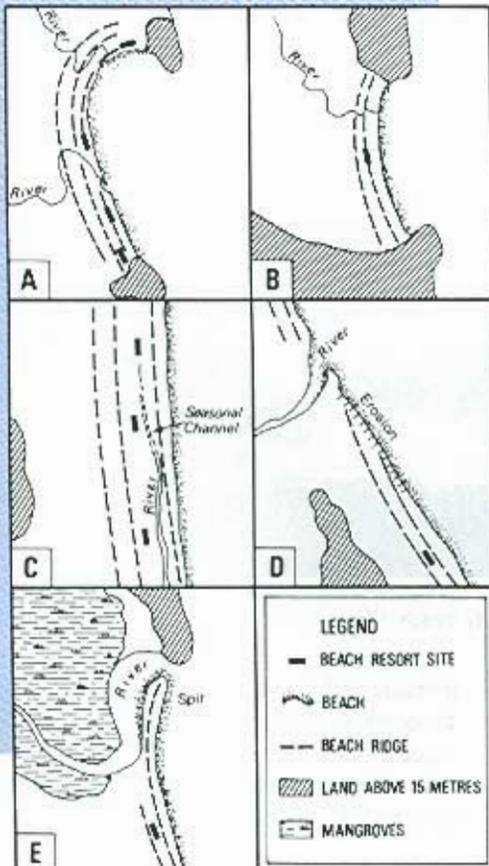 River
River
A
River
B
Seasonal
Channel
River
C
River
Erosion
D
River
Spit
E
LEGEND
BEACH RESORT SITE
BEACH
BEACH RIDGE
LAND ABOVE 15 METRES
MANGROVES